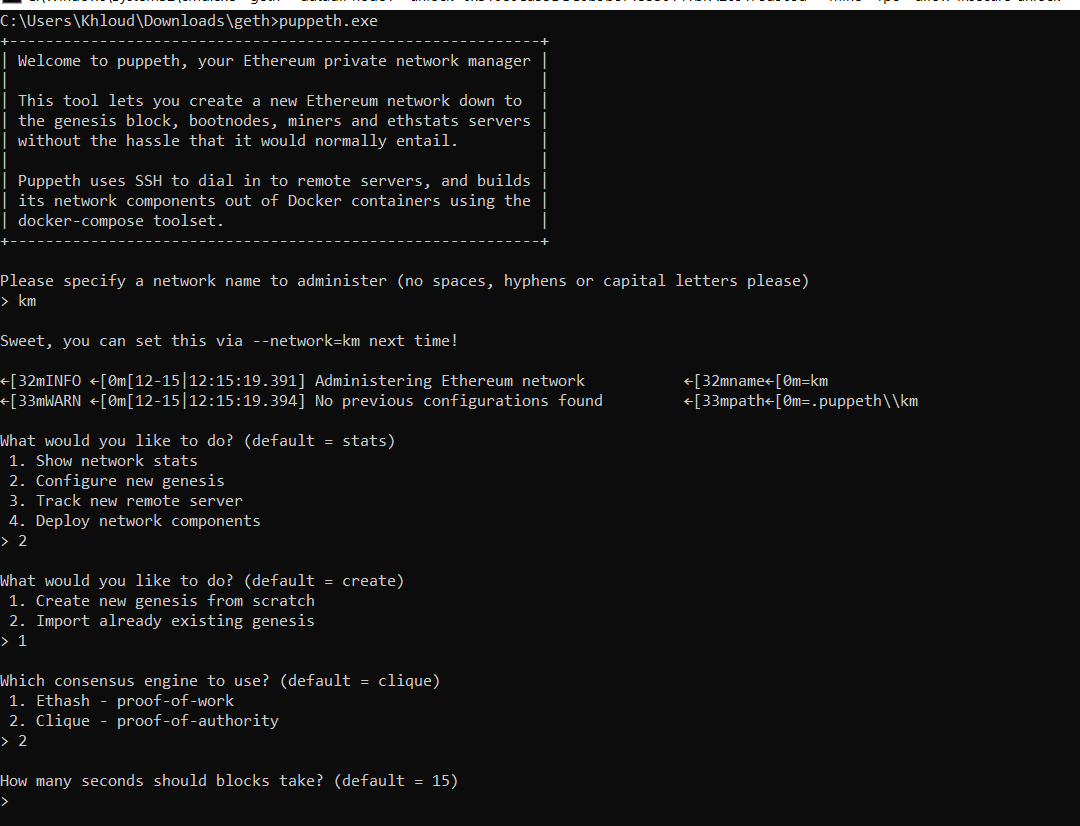 C:\Users\Khloud\Downloads\geth>puppeth.exe
+-----------------------------------------------------------+
| Welcome to puppeth, your Ethereum private network manager |
|                                                           |
| This tool lets you create a new Ethereum network down to  |
| the genesis block, bootnodes, miners and ethstats servers |
| without the hassle that it would normally entail.         |
|                                                           |
| Puppeth uses SSH to dial in to remote servers, and builds |
| its network components out of Docker containers using the |
| docker-compose toolset.                                   |
+-----------------------------------------------------------+

Please specify a network name to administer (no spaces, hyphens or capital letters please)
> km

Sweet, you can set this via --network=km next time!

←[32mINFO ←[0m[12-15|12:15:19.391] Administering Ethereum network           ←[32mname←[0m=km
←[33mWARN ←[0m[12-15|12:15:19.394] No previous configurations found         ←[33mpath←[0m=.puppeth\\km

What would you like to do? (default = stats)
 1. Show network stats
 2. Configure new genesis
 3. Track new remote server
 4. Deploy network components
> 2

What would you like to do? (default = create)
 1. Create new genesis from scratch
 2. Import already existing genesis
> 1

Which consensus engine to use? (default = clique)
 1. Ethash - proof-of-work
 2. Clique - proof-of-authority
> 2

How many seconds should blocks take? (default = 15)
>